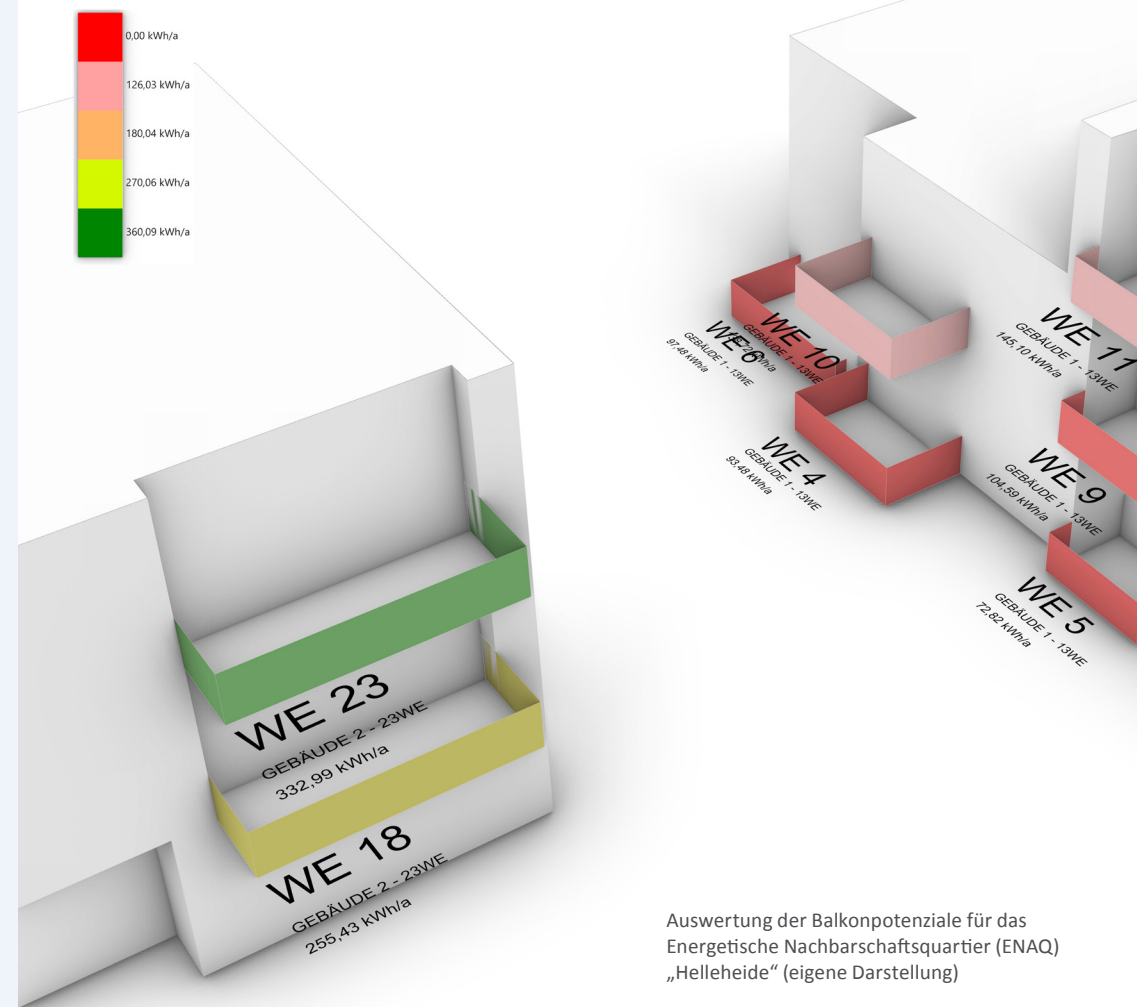 0,00 kWh/a
126,03 kWh/a
180,04 kWh/a
270,06 kWh/a
360,09 kWh/a
WE 6
GEBÄUDE 1 - 13WE
97,48 kWh/a
WE 10
GEBÄUDE 1 - 13WE
kWh/a
WE 11
GEBÄUDE 1 - 13WE
145,10 kWh/a
WE 4
GEBÄUDE 1 - 13WE
93,48 kWh/a
WE 9
GEBÄUDE 1 - 13WE
104,59 kWh/a
WE 5
GEBÄUDE 1 - 13WE
72,82 kWh/a
WE 23
GEBÄUDE 2 - 23WE
332,99 kWh/a
WE 18
GEBÄUDE 2 - 23WE
255,43 kWh/a
Auswertung der Balkonpotenziale für das
Energetische Nachbarschaftsquartier (ENAQ)
„Helleheide“ (eigene Darstellung)